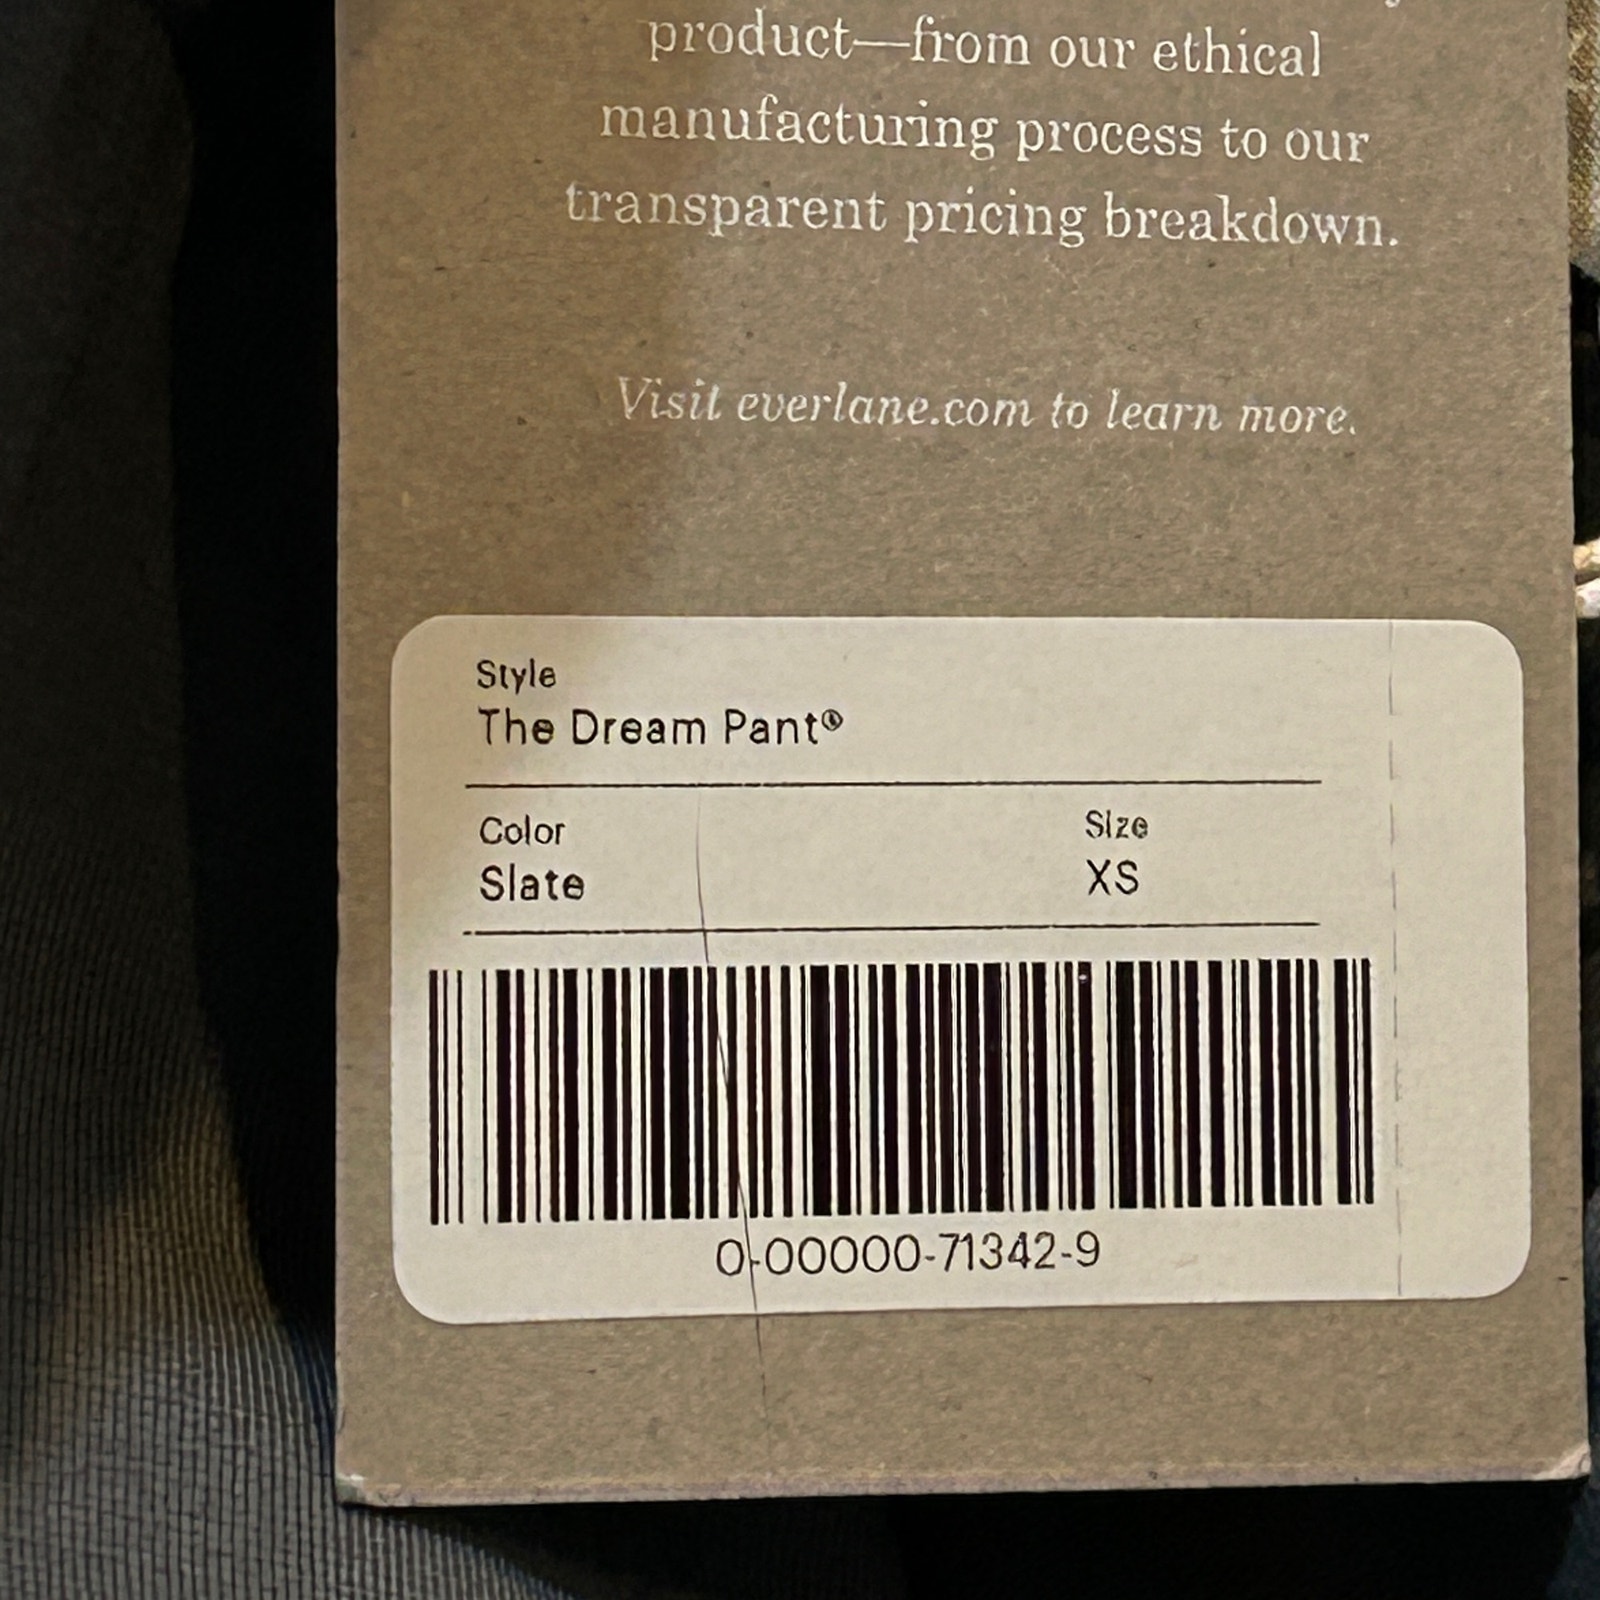 product—from our ethical
manufacturing process to our
transparent pricing breakdown.
Visit everlane.com to learn more.
Style
The Dream Pant®
Color
Size
Slate
XS
0-00000-71342-9